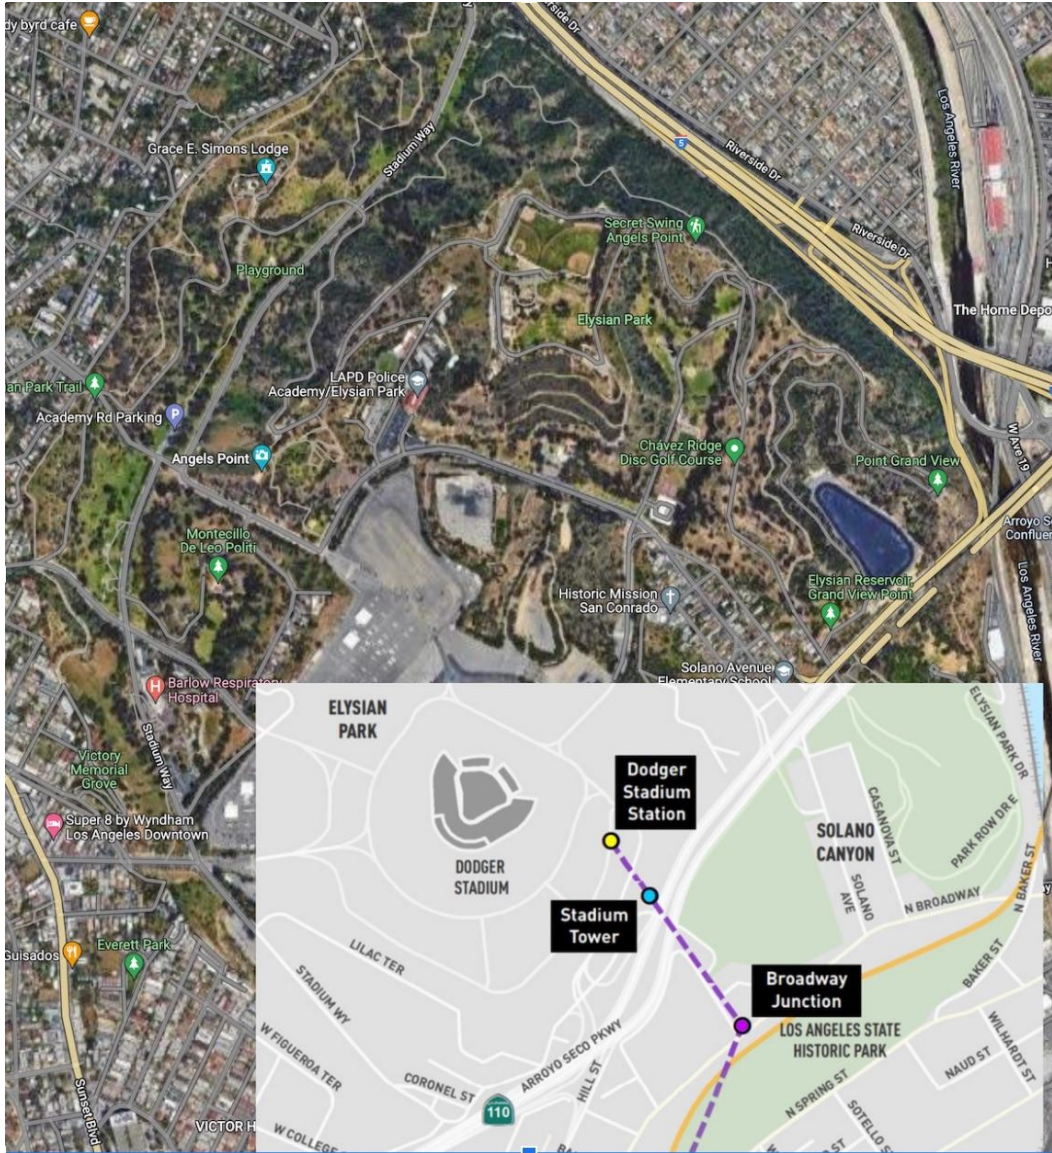 dy byrd cafe
Riverside Dr
Stadium Way
Grace E. Simons Lodge
5
Riverside Dr
Los Angeles River
Secret Swing
Angels Point
Riverside Dr
Playground
The Home Depo
Elysian Park
LAPD Police
Academy/Elysian Park
an Park Trail
Academy Rd Parking
P
Angels Point
Chávez Ridge
Disc Golf Course
W Ave 19
Point Grand View
Arroyo S
Confluen
Montecillo
De Leo Politi
Historic Mission
San Conrado
Elysian Reservoir,
Grand View Point
Los Angeles River
Solano Avenue
Elementary School
H
Barlow Respiratory
Hospital
Stadium Way
Victory
Memorial
Grove
Super 8 by Wyndham
Los Angeles Downtown
Guisados
Everett Park
Sunset Blvd
VICTOR H
ELYSIAN
PARK
Dodger
Stadium
Station
ELYSIAN PARK DR
CASANOVA ST
PARK ROW DR E
SOLANO
CANYON
DODGER
STADIUM
SOLANO
AVE
N BROADWAY
N BAKER ST
Stadium
Tower
LILAC TER
BAKER ST
STADIUM WY
Broadway
Junction
LOS ANGELES STATE
HISTORIC PARK
WILHARDT ST
W FIGUEROA TER
ARROYO SECO PKWY
NAUD ST
CORONEL ST
HILL ST
N SPRING ST
110
SOTELLO ST
W COLLEGE